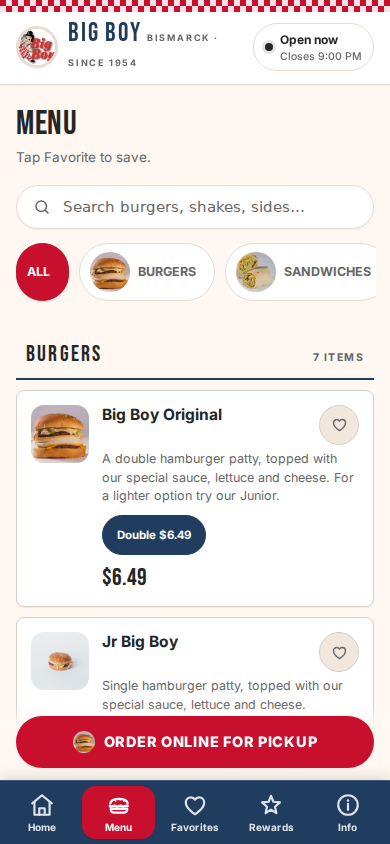 Big Boy
BIG BOY BISMARCK ·
SINCE 1954
Open now
Closes 9:00 PM
MENU
Tap Favorite to save.
Search burgers, shakes, sides...
ALL
BURGERS
SANDWICHES
BURGERS
7 ITEMS
Big Boy Original
A double hamburger patty, topped with
our special sauce, lettuce and cheese. For
a lighter option try our Junior.
Double $6.49
$6.49
Jr Big Boy
Single hamburger patty, topped with our
special sauce, lettuce and cheese.
ORDER ONLINE FOR PICKUP
Home
Menu
Favorites
Rewards
Info